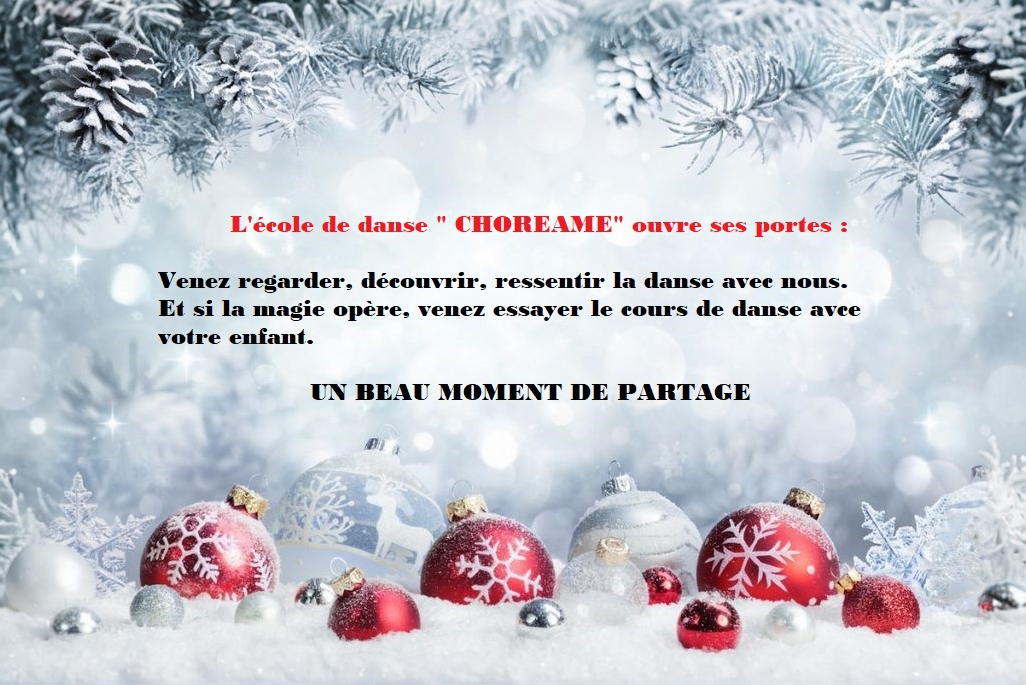 L'école de danse " CHOREAME" ouvre ses portes :
Venez regarder, découvrir, ressentir la danse avec nous.
Et si la magie opère, venez essayer le cours de danse avce
votre enfant.
UN BEAU MOMENT DE PARTAGE